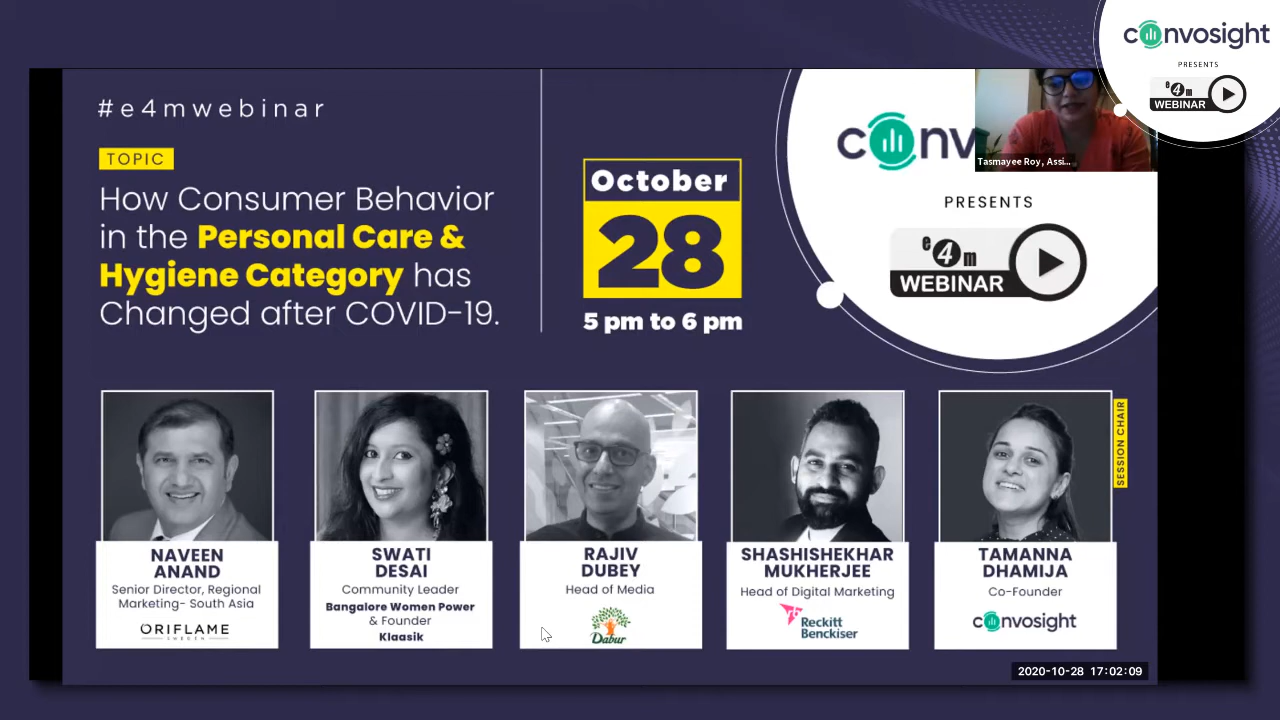 #e4mwebinar
TOPIC
How Consumer Behavior
in the Personal Care &
Hygiene Category has
Changed after COVID-19.
October
28
5 pm to 6 pm
conv
PRESENTS
e4m
WEBINAR
Tasmayee Roy, Assi...
convosight
PRESENTS
e4m
WEBINAR
NAVEEN
ANAND
Senior Director, Regional
Marketing- South Asia
ORIFLAME
SWEDEN
SWATI
DESAI
Community Leader
Bangalore Women Power
& Founder
Klaasik
RAJIV
DUBEY
Head of Media
Dabur
SHASHISHEKHAR
MUKHERJEE
Head of Digital Marketing
Reckitt
Benckiser
SESSION CHAIR
TAMANNA
DHAMIJA
Co-Founder
convosight
2020-10-28 17:02:09